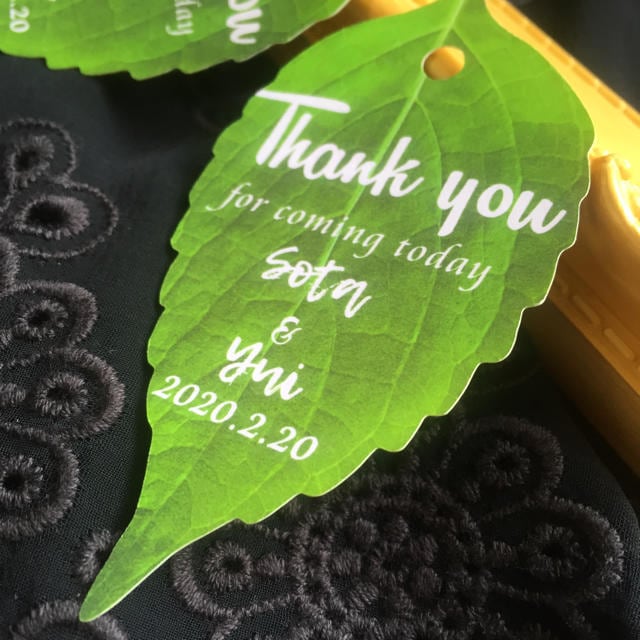 Thank you
for coming today
Sota
&
yui
2020.2.20